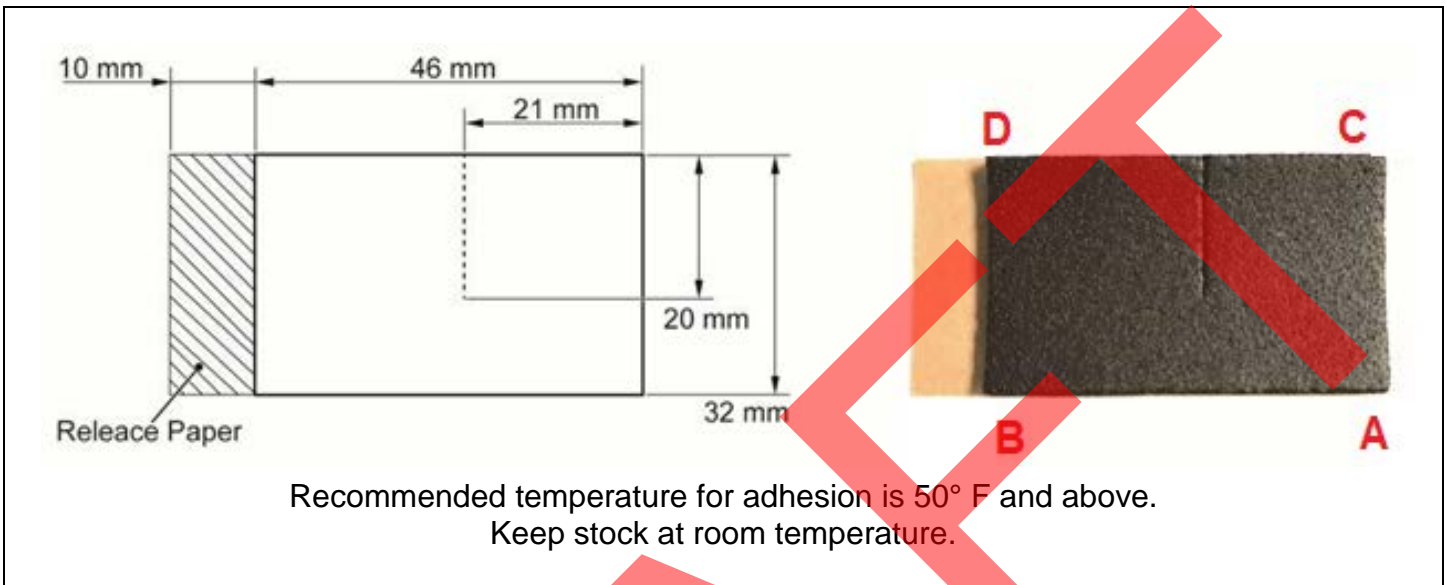 10 mm
46 mm
21 mm
D
C
20 mm
32 mm
Releace Paper
B
A
Recommended temperature for adhesion is 50° F and above.
Keep stock at room temperature.